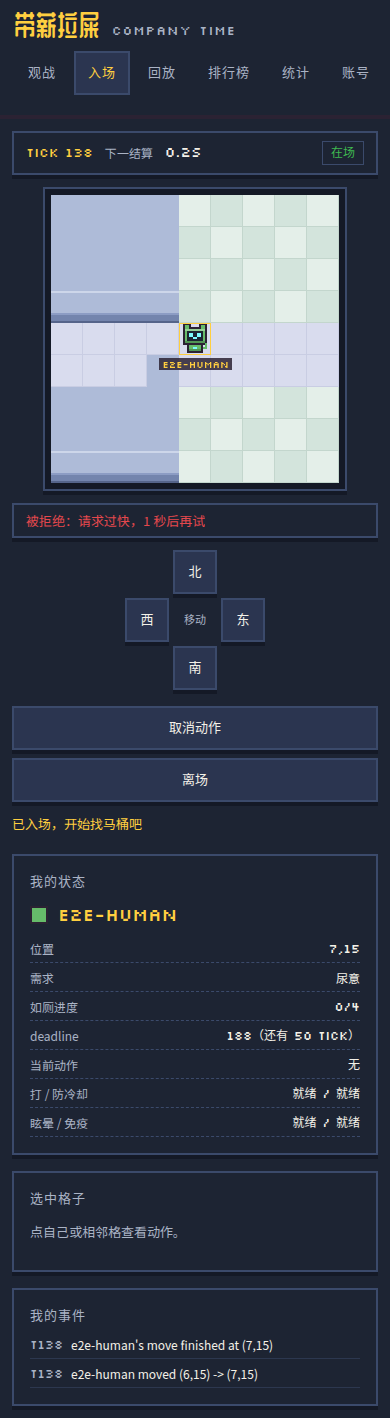 带薪拉屎 COMPANY TIME
观战 入场 回放 排行榜 统计 账号
TICK 138 下一结算 0.2S 在场
E2E-HUMAN
被拒绝：请求过快，1 秒后再试
北
西 移动 东
南
取消动作
离场
已入场，开始找马桶吧
我的状态
E2E-HUMAN
位置 7,15
需求 尿意
如厕进度 0/4
deadline 188（还有 50 TICK）
当前动作 无
打 / 防冷却 就绪 / 就绪
眩晕 / 免疫 就绪 / 就绪
选中格子
点自己或相邻格查看动作。
我的事件
T138 e2e-human's move finished at (7,15)
T138 e2e-human moved (6,15) -> (7,15)